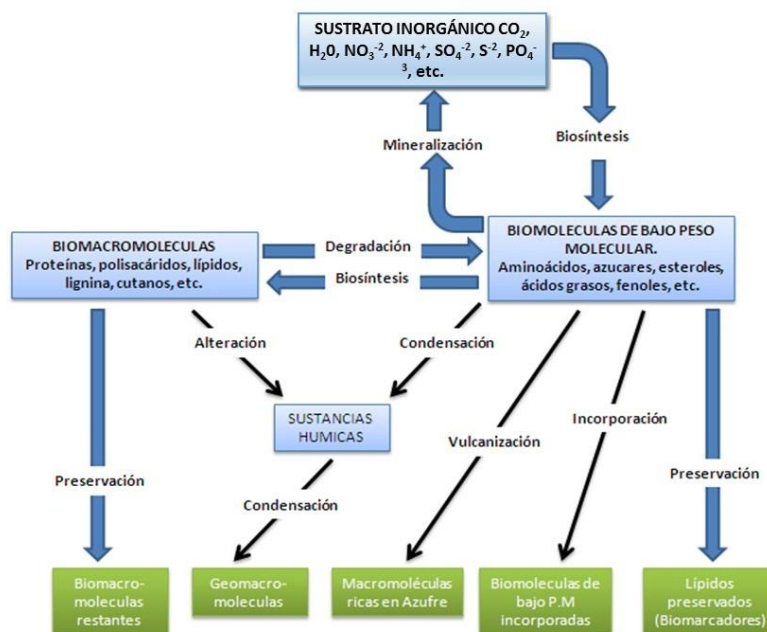 SUSTRATO INORGÁNICO CO₂,
H₂0, NO₃⁻², NH₄⁺, SO₄⁻², S⁻², PO₄⁻
³, etc.
Mineralización
Biosíntesis
BIOMACROMOLECULAS
Proteínas, polisacáridos, lípidos,
lignina, cutanos, etc.
Degradación
Biosíntesis
BIOMOLECULAS DE BAJO PESO
MOLECULAR.
Aminoácidos, azucares, esteroles,
ácidos grasos, fenoles, etc.
Alteración
Condensación
SUSTANCIAS
HUMICAS
Vulcanización
Incorporación
Preservación
Condensación
Preservación
Biomacro-
moleculas
restantes
Geomacro-
moleculas
Macromoléculas
ricas en Azufre
Biomoleculas de
bajo P.M
incorporadas
Lípidos
preservados
(Biomarcadores)